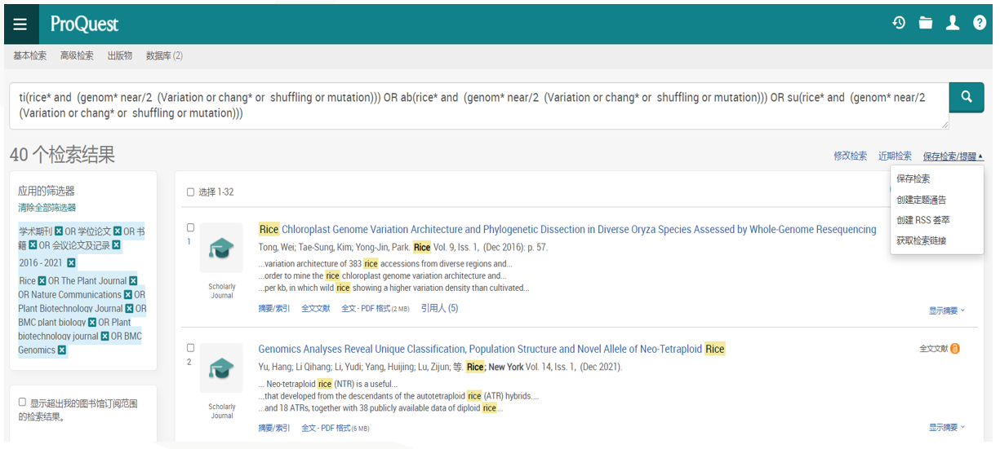 ProQuest
基本检索 高级检索 出版物 数据库 (2)
ti(rice* and (genom* near/2 (Variation or chang* or shuffling or mutation))) OR ab(rice* and (genom* near/2 (Variation or chang* or shuffling or mutation))) OR su(rice* and (genom* near/2
(Variation or chang* or shuffling or mutation)))
40 个检索结果
修改检索 近期检索 保存检索/提醒
保存检索
创建定题通告
创建 RSS 荟萃
获取检索链接
应用的筛选器
清除全部筛选器
学术期刊 OR 学位论文 OR 书
籍 OR 会议论文及记录
2016 - 2021
Rice OR The Plant Journal
OR Nature Communications OR
Plant Biotechnology Journal OR
BMC plant biology OR Plant
biotechnology journal OR BMC
Genomics
显示超出我的图书馆订阅范围
的检索结果。
选择 1-32
1
Rice Chloroplast Genome Variation Architecture and Phylogenetic Dissection in Diverse Oryza Species Assessed by Whole-Genome Resequencing
Tong, Wei; Tae-Sung, Kim; Yong-Jin, Park. Rice Vol. 9, Iss. 1, (Dec 2016): p. 57.
...variation architecture of 383 rice accessions from diverse regions and...
...order to mine the rice chloroplast genome variation architecture and...
...per kb, in which wild rice showing a higher variation density than cultivated...
Scholarly
Journal
摘要/索引 全文文献 全文 - PDF 格式 (2 MB) 引用人 (5)
显示摘要
2
Genomics Analyses Reveal Unique Classification, Population Structure and Novel Allele of Neo-Tetraploid Rice
全文文献
Yu, Hang; Li Qihang; Li, Yudi; Yang, Huijing; Lu, Zijun; 等. Rice; New York Vol. 14, Iss. 1, (Dec 2021).
... Neo-tetraploid rice (NTR) is a useful...
...that developed from the descendants of the autotetraploid rice (ATR) hybrids....
...and 18 ATRs, together with 38 publicly available data of diploid rice...
Scholarly
Journal
摘要/索引 全文 - PDF 格式 (6 MB)
显示摘要